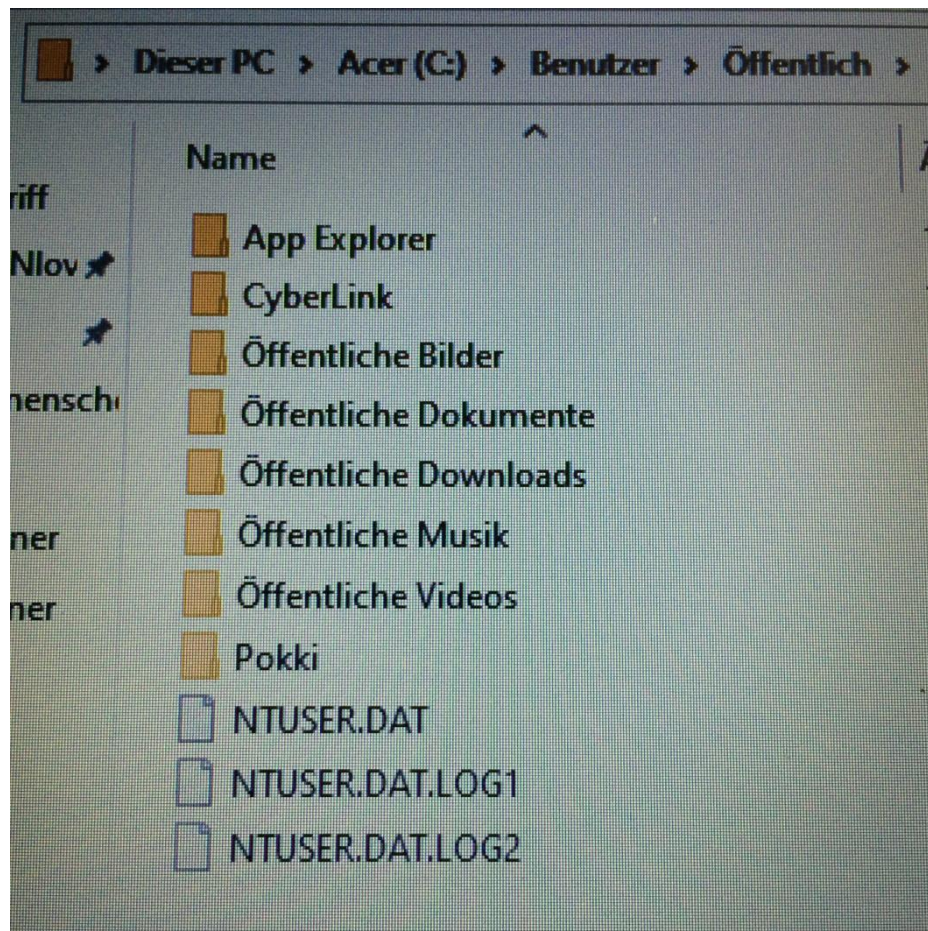 Dieser PC > Acer (C:) > Benutzer > Öffentlich >
Name
App Explorer
CyberLink
Öffentliche Bilder
Öffentliche Dokumente
Öffentliche Downloads
Öffentliche Musik
Öffentliche Videos
Pokki
NTUSER.DAT
NTUSER.DAT.LOG1
NTUSER.DAT.LOG2